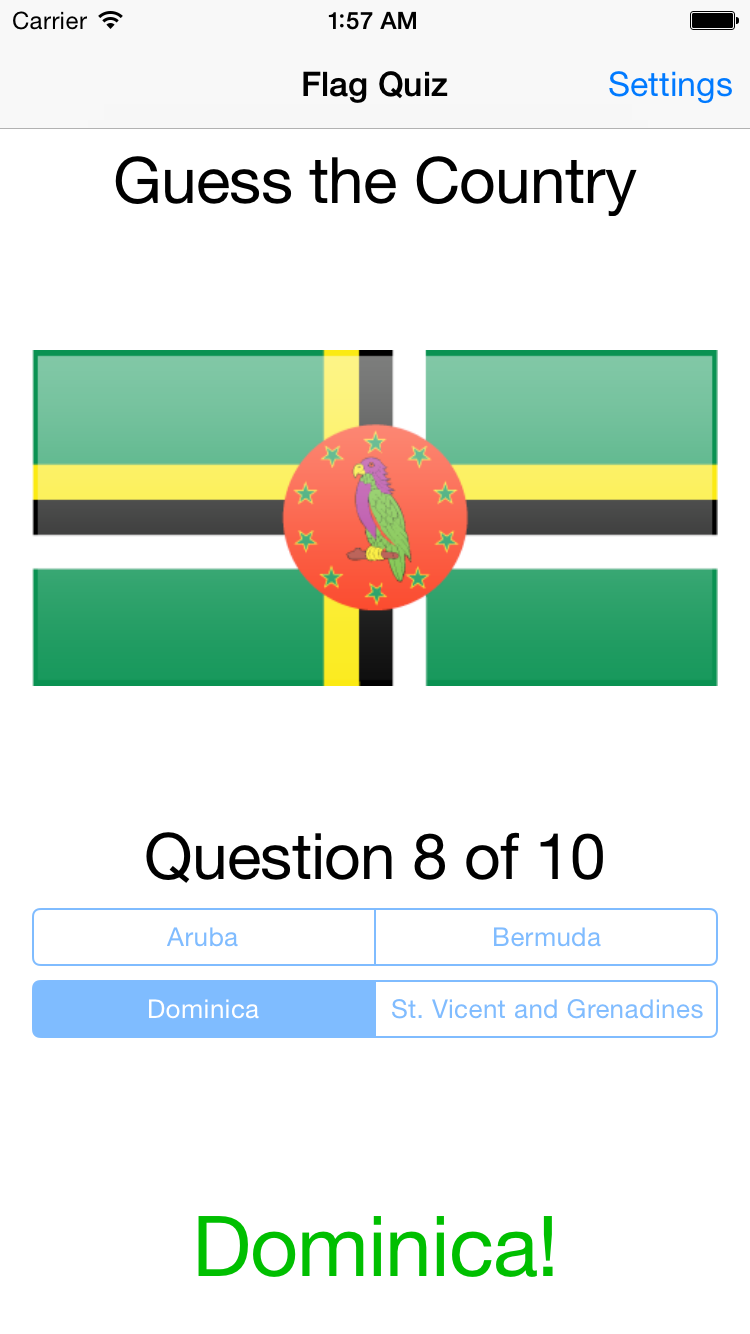 Carrier 1:57 AM
Flag Quiz Settings
Guess the Country
Question 8 of 10
Aruba Bermuda
Dominica St. Vicent and Grenadines
Dominica!